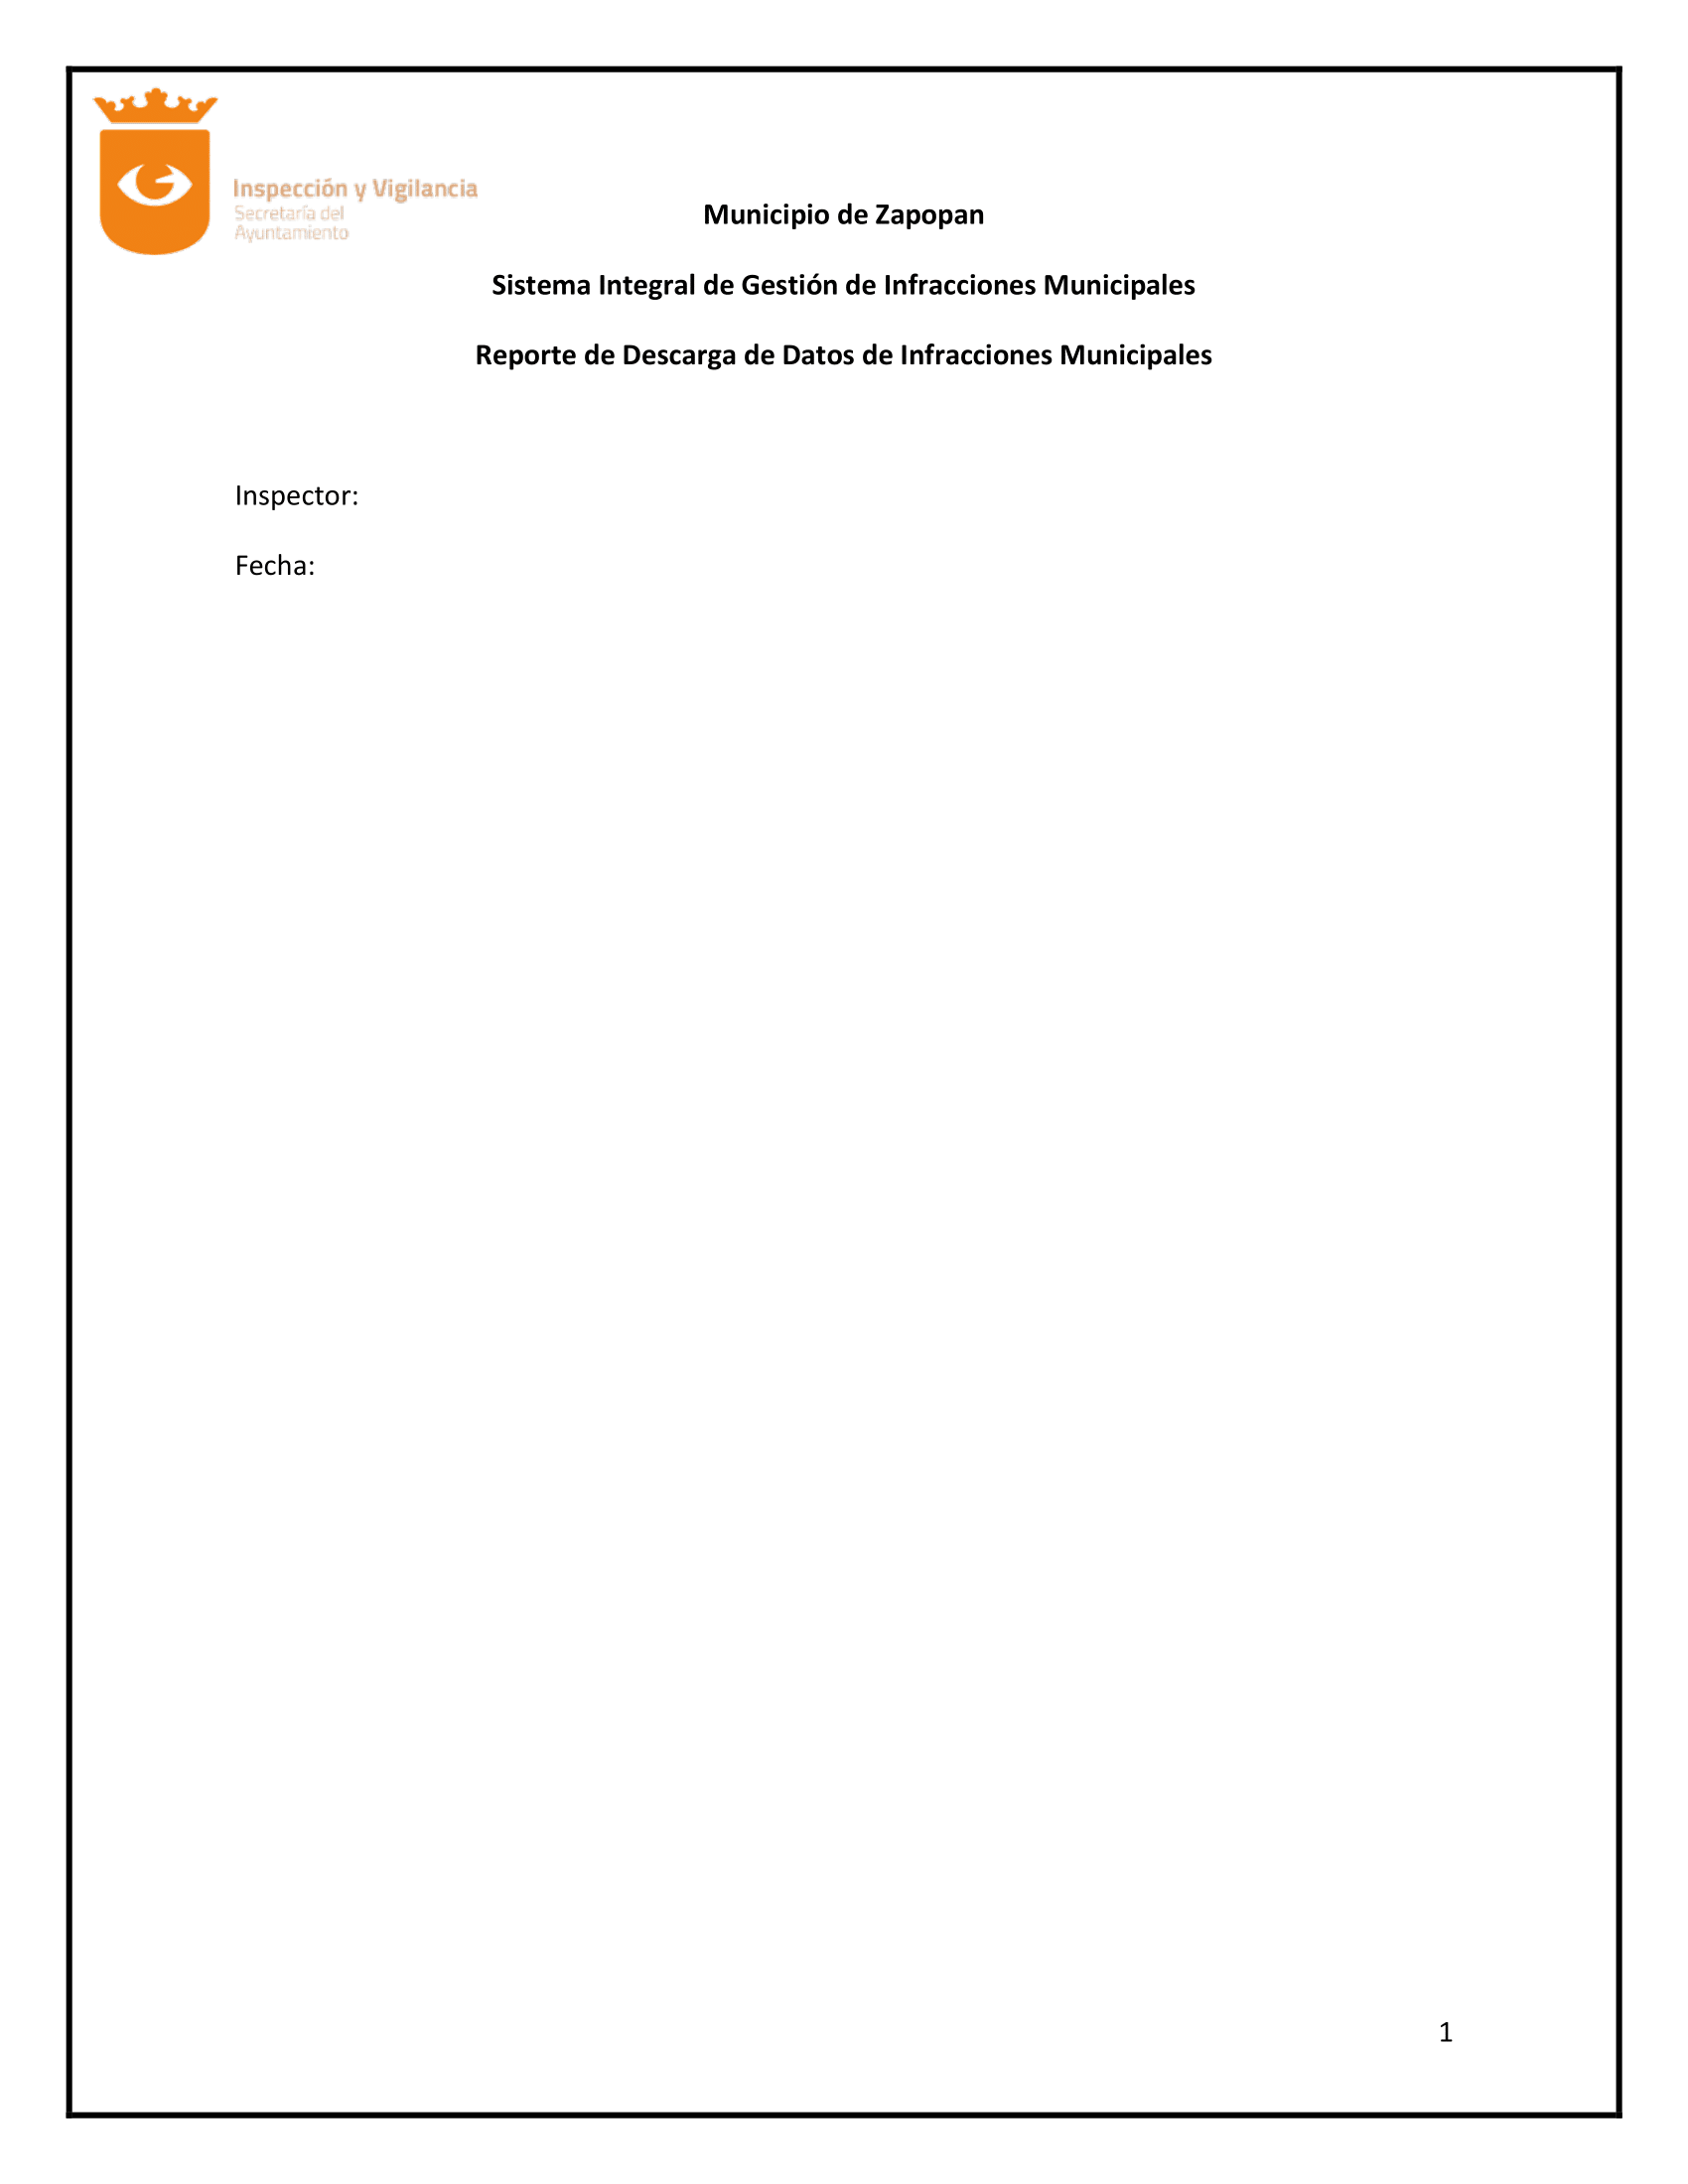 Inspección y Vigilancia
Secretaría del
Ayuntamiento
Municipio de Zapopan
Sistema Integral de Gestión de Infracciones Municipales
Reporte de Descarga de Datos de Infracciones Municipales
Inspector:
Fecha:
1